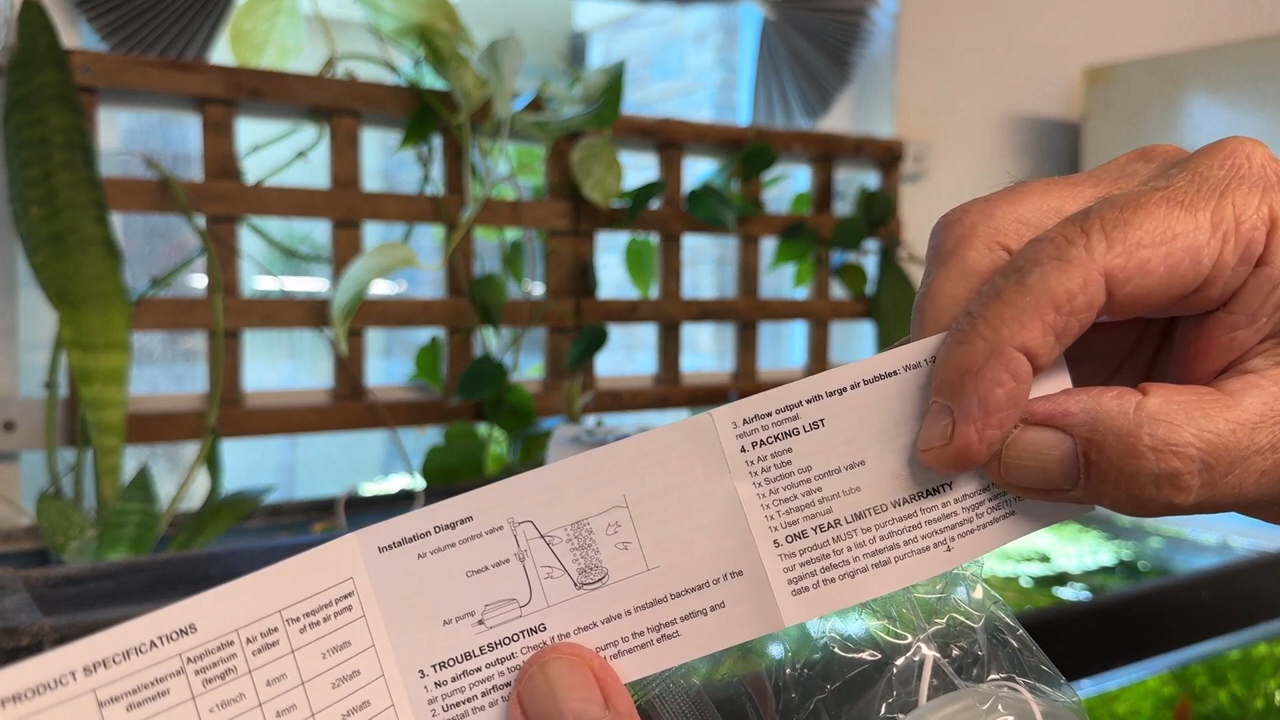 PRODUCT SPECIFICATIONS
Internal/external diameter
Applicable aquarium (length)
Air tube caliber
The required power of the air pump
<16inch
4mm
≥1Watts
4mm
≥2Watts
≥4Watts
Installation Diagram
Air volume control valve
Check valve
Air pump
3. TROUBLESHOOTING
1. No airflow output: Check if the check valve is installed backward or if the
air pump power is too
pump to the highest setting and
2. Uneven airflow
refinement effect.
install the air
3. Airflow output with large air bubbles: Wait 1-2
return to normal.
4. PACKING LIST
1x Air stone
1x Air tube
1x Suction cup
1x Air volume control valve
1x Check valve
1x T-shaped shunt tube
1x User manual
5. ONE YEAR LIMITED WARRANTY
This product MUST be purchased from an authorized
our website for a list of authorized resellers. hygger
against defects in materials and workmanship for ONE(1)
date of the original retail purchase and is none-transferable.
-4-